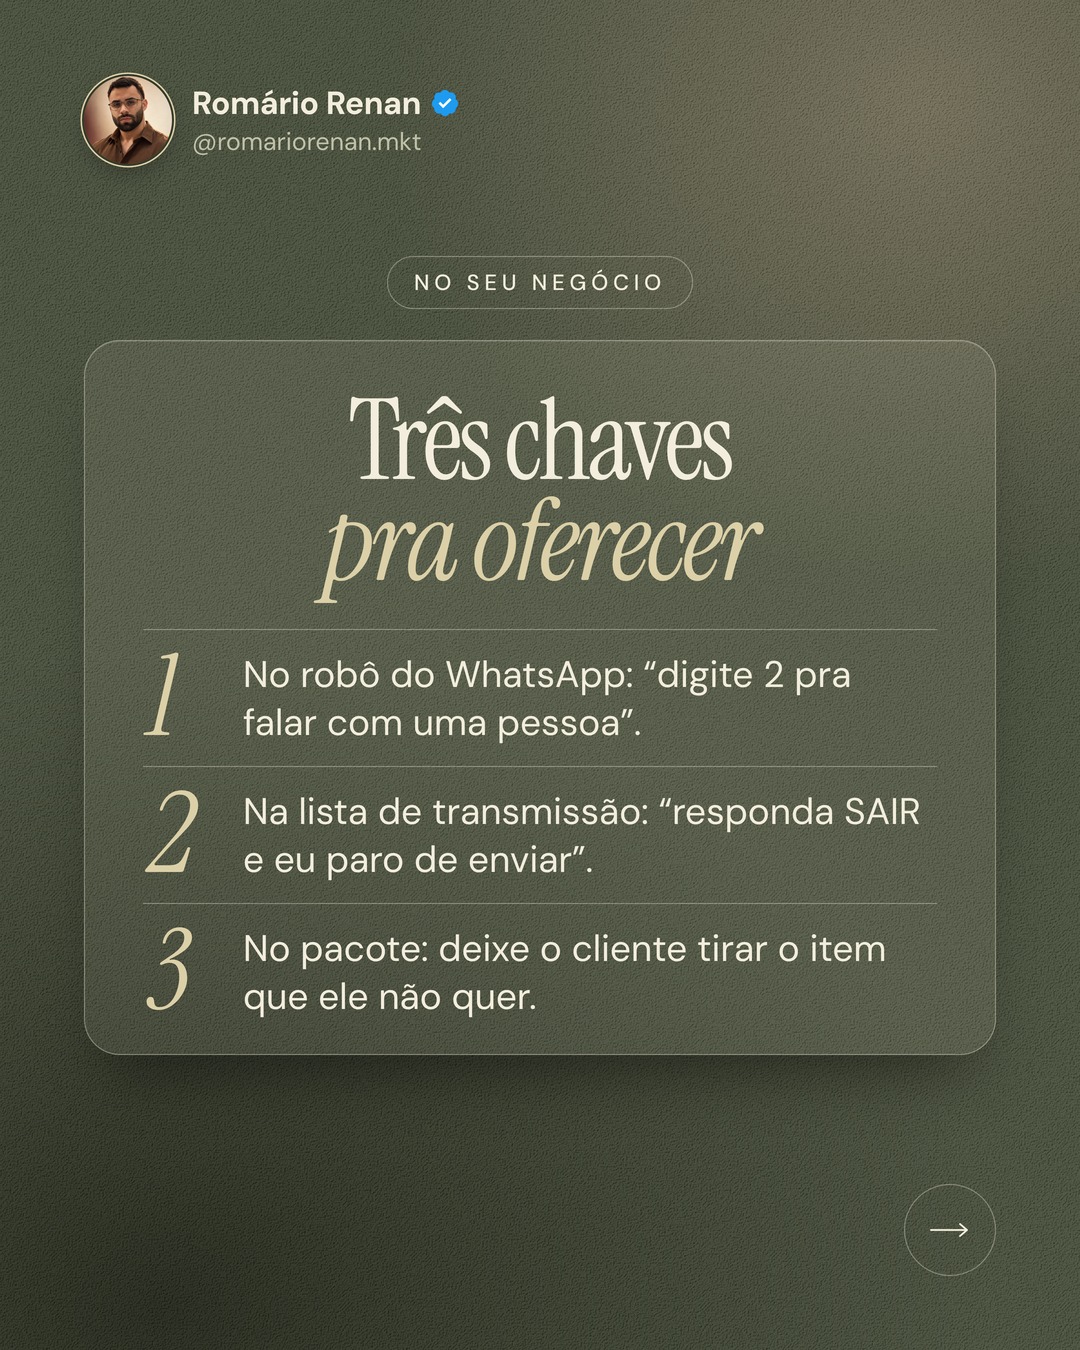 Romário Renan
@romariorenan.mkt
NO SEU NEGÓCIO
Três chaves
pra oferecer
1
No robô do WhatsApp: “digite 2 pra
falar com uma pessoa”.
2
Na lista de transmissão: “responda SAIR
e eu paro de enviar”.
3
No pacote: deixe o cliente tirar o item
que ele não quer.